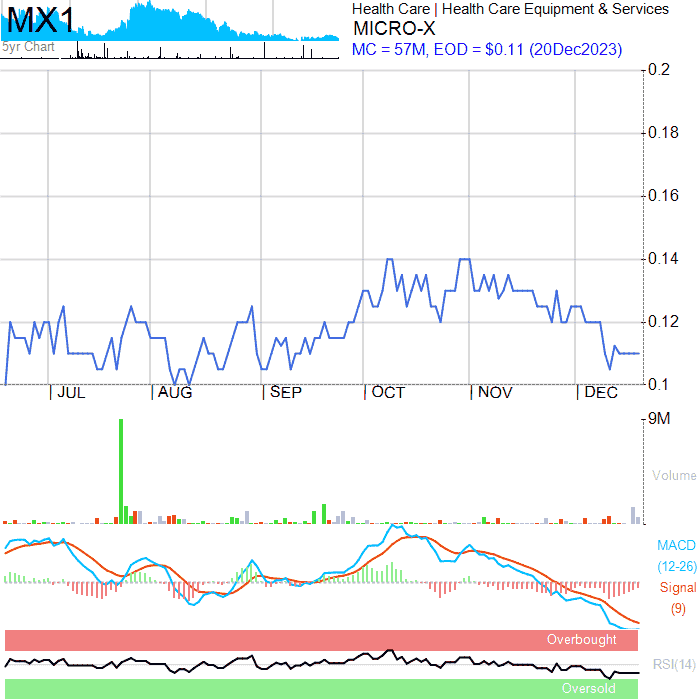 MX1
5yr Chart
Health Care | Health Care Equipment & Services
MICRO-X
MC = 57M, EOD = $0.11 (20Dec2023)
0.2
0.18
0.16
0.14
0.12
0.1
JUL
AUG
SEP
OCT
NOV
DEC
9M
Volume
MACD
(12-26)
Signal
(9)
Overbought
RSI(14)
Oversold